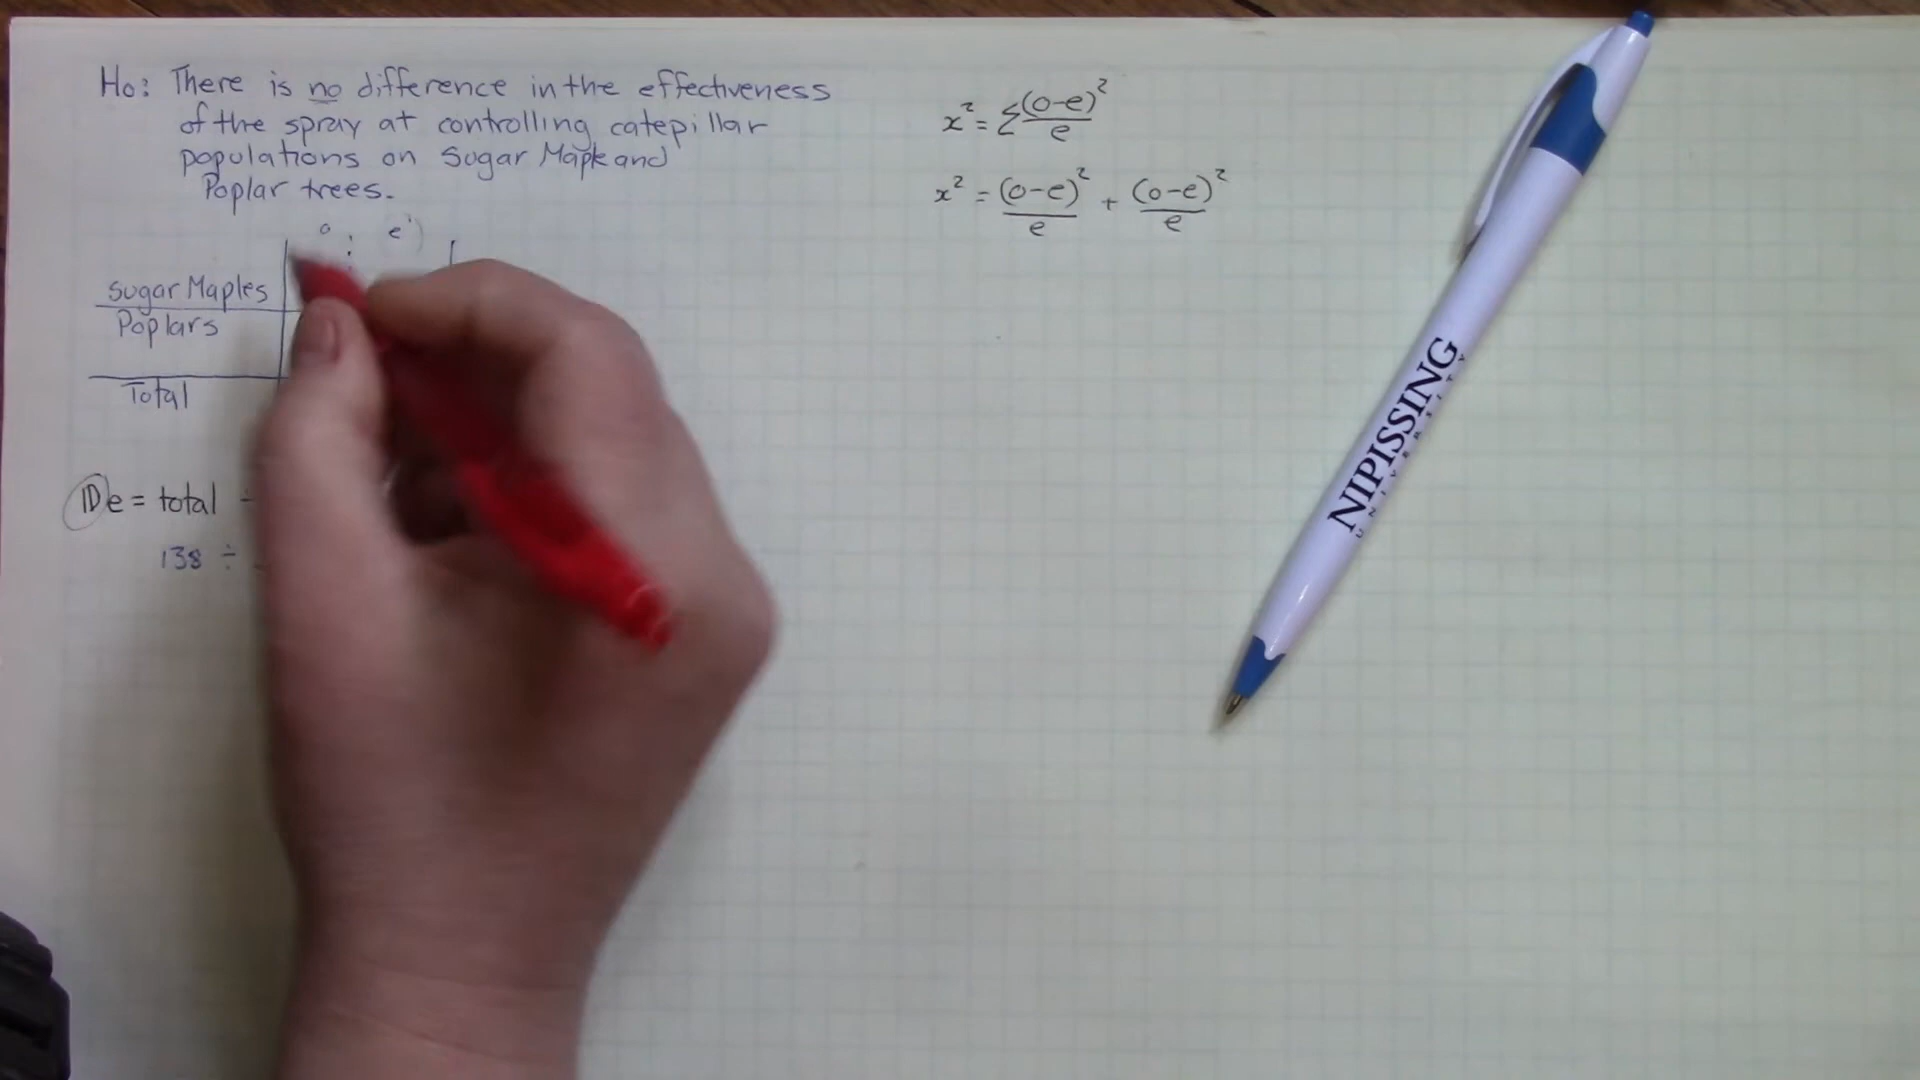 Ho: There is no difference in the effectiveness
of the spray at controlling catepillar
populations on Sugar Maple and
Poplar trees.
o e
Sugar Maples
Poplars
Total
1) e = total ÷
138 ÷
x² = Σ(o-e)²/e
x² = (o-e)²/e + (o-e)²/e
NIPISSING
UNIVERSITY